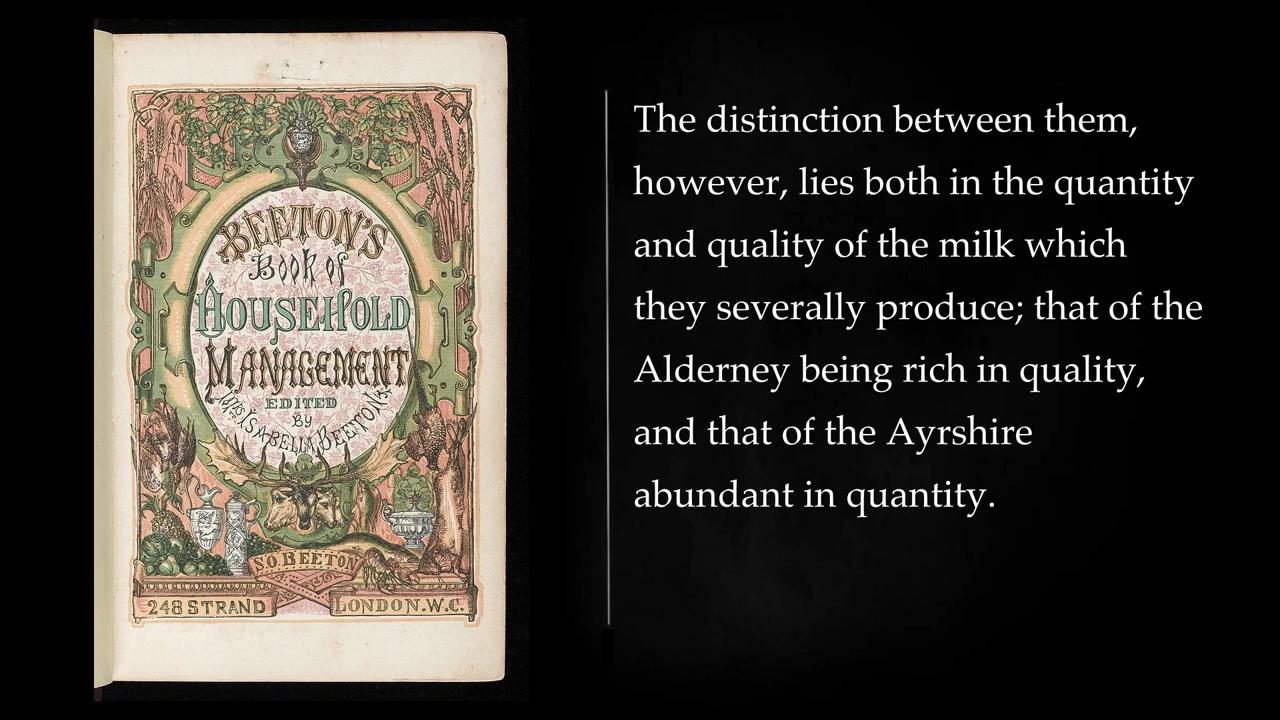 BEETON'S
Book of
HOUSEHOLD
MANAGEMENT
EDITED
BY
MRS ISABELLA BEETON
S.O. BEETON
248 STRAND
LONDON. W.C.
The distinction between them,
however, lies both in the quantity
and quality of the milk which
they severally produce; that of the
Alderney being rich in quality,
and that of the Ayrshire
abundant in quantity.